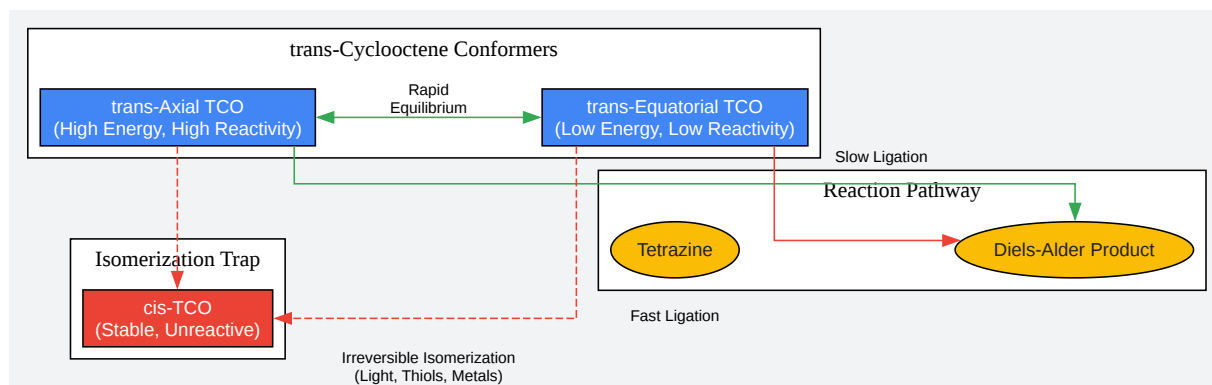 trans-Cyclooctene Conformers
trans-Axial TCO
(High Energy, High Reactivity)
Rapid
Equilibrium
trans-Equatorial TCO
(Low Energy, Low Reactivity)
Slow Ligation
Reaction Pathway
Tetrazine
Diels-Alder Product
Isomerization Trap
cis-TCO
(Stable, Unreactive)
Fast Ligation
Irreversible Isomerization
(Light, Thiols, Metals)